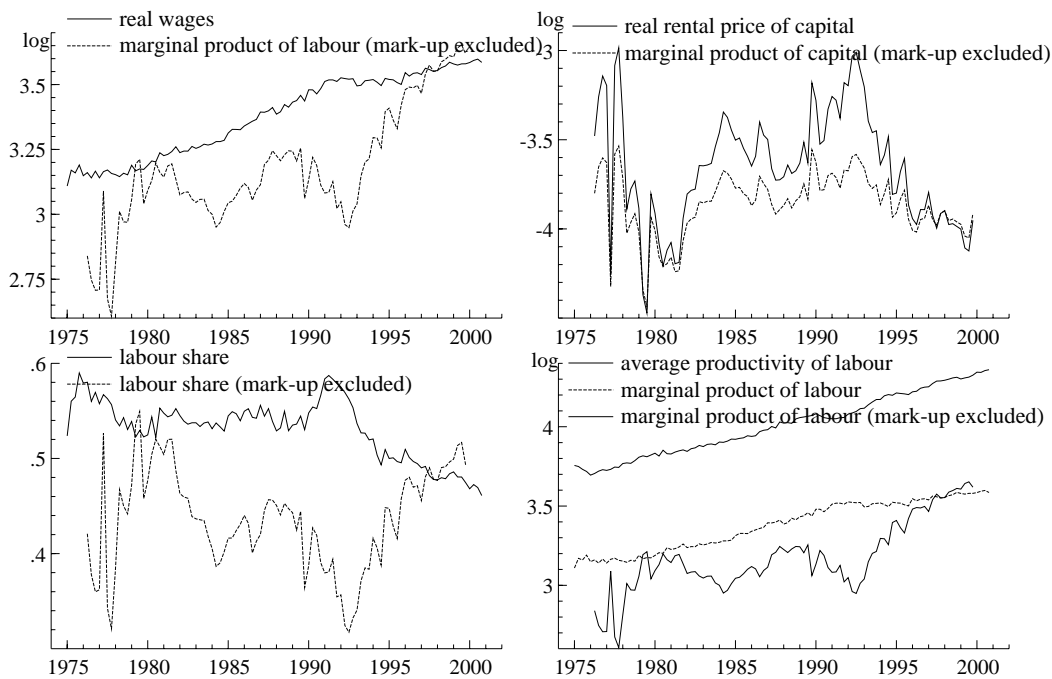 real wages
log
marginal product of labour (mark-up excluded)
3.5
3.25
3
2.75
1975 1980 1985 1990 1995 2000
log
real rental price of capital
-3
marginal product of capital (mark-up excluded)
-3.5
-4
1975 1980 1985 1990 1995 2000
.6
labour share
labour share (mark-up excluded)
.5
.4
1975 1980 1985 1990 1995 2000
log
average productivity of labour
marginal product of labour
marginal product of labour (mark-up excluded)
4
3.5
3
1975 1980 1985 1990 1995 2000